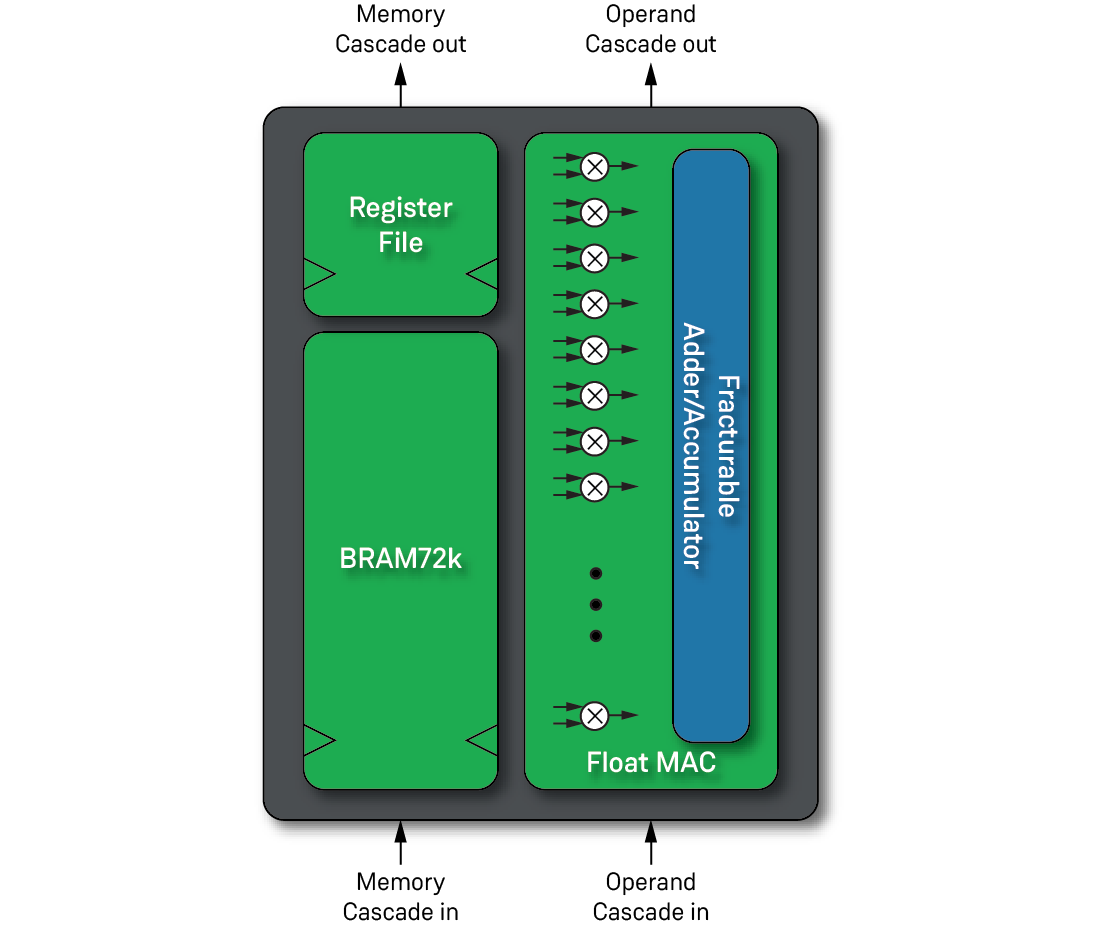 Memory
Cascade out
Operand
Cascade out
Register
File
BRAM72k
Fracturable
Adder/Accumulator
Float MAC
Memory
Cascade in
Operand
Cascade in